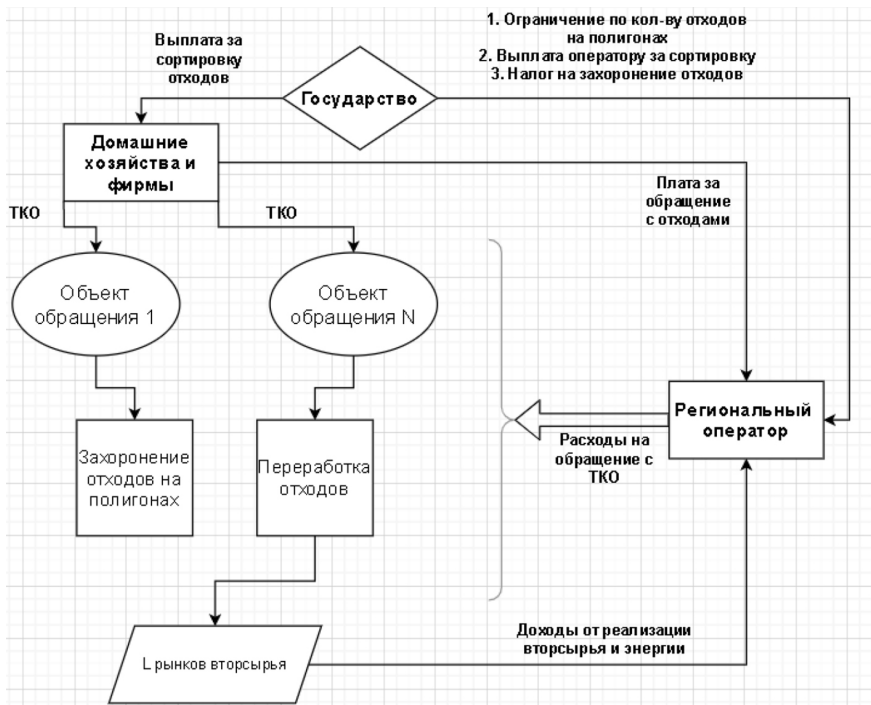 1. Ограничение по кол-ву отходов
на полигонах
2. Выплата оператору за сортировку
3. Налог на захоронение отходов
Выплата за
сортировку
отходов
Государство
Домашние
хозяйства и
фирмы
Плата за
обращение
с отходами
ТКО
ТКО
Объект
обращения 1
Объект
обращения N
Региональный
оператор
Расходы на
обращение с
ТКО
Захоронение
отходов на
полигонах
Переработка
отходов
Доходы от реализации
вторсырья и энергии
L рынков вторсырья